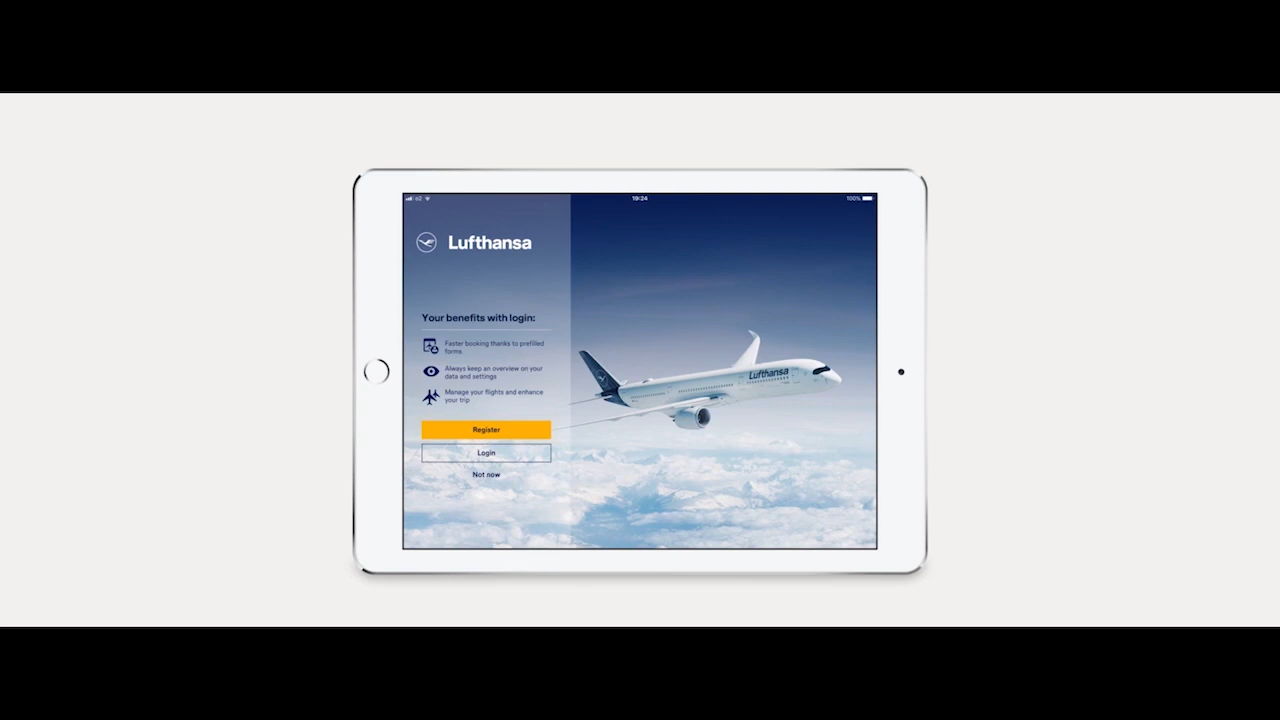 19:24
100%
Lufthansa
Your benefits with login:
Faster booking thanks to prefilled
forms
Always keep an overview on your
data and settings
Manage your flights and enhance
your trip
Register
Login
Not now
Lufthansa